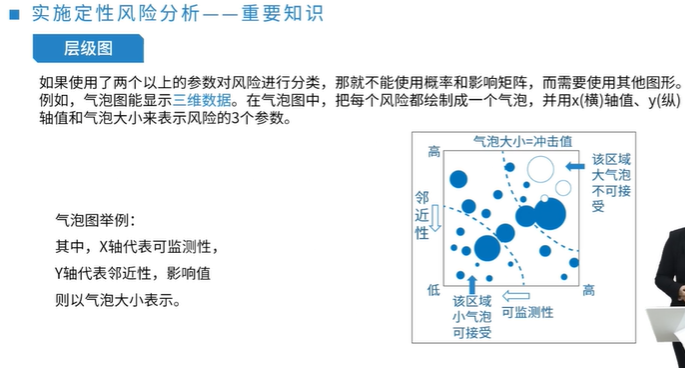 实施定性风险分析——重要知识
层级图
如果使用了两个以上的参数对风险进行分类，那就不能使用概率和影响矩阵，而需要使用其他图形。
例如，气泡图能显示三维数据。在气泡图中，把每个风险都绘制成一个气泡，并用x(横)轴值、y(纵)
轴值和气泡大小来表示风险的3个参数。
气泡大小=冲击值
高
该区域
大气泡
不可接
受
邻
近
性
气泡图举例：
其中，X轴代表可监测性，
Y轴代表邻近性，影响值
则以气泡大小表示。
低
高
该区域
小气泡
可接受
可监测性